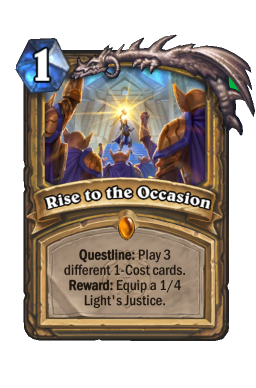 1
Rise to the Occasion
Questline: Play 3
different 1-Cost cards.
Reward: Equip a 1/4
Light's Justice.